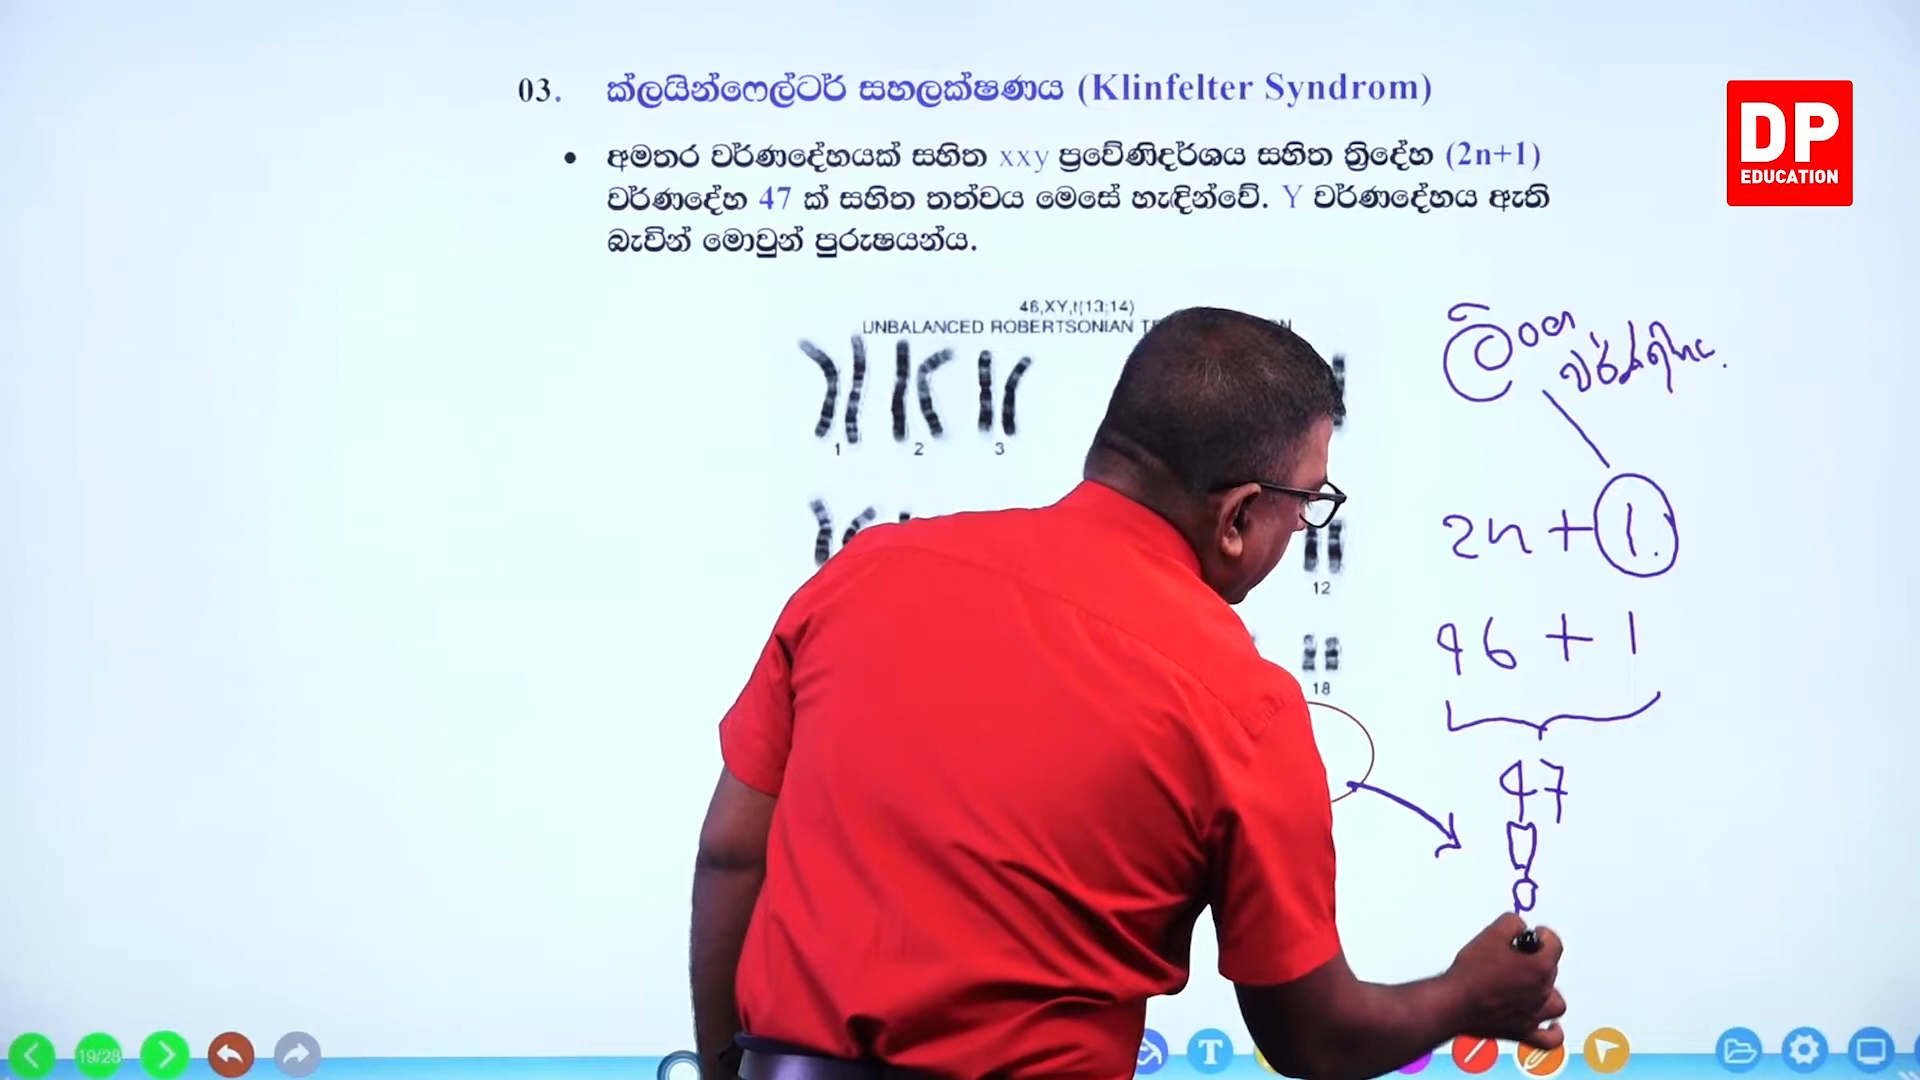 03. ක්ලයින්ෆෙල්ටර් සහලක්ෂණය (Klinfelter Syndrom)
DP
EDUCATION
• අමතර වර්ණදේහයක් සහිත xxy ප්‍රවේණිදර්ශය සහිත ත්‍රිදේහ (2n+1)
වර්ණදේහ 47 ක් සහිත තත්වය මෙසේ හැඳින්වේ. Y වර්ණදේහය ඇති
බැවින් මොවුන් පුරුෂයන්ය.
46,XY,t(13;14)
UNBALANCED ROBERTSONIAN
1 2 3
ලිංග
2n + 1
12
46 + 1
18
47
19/28
T